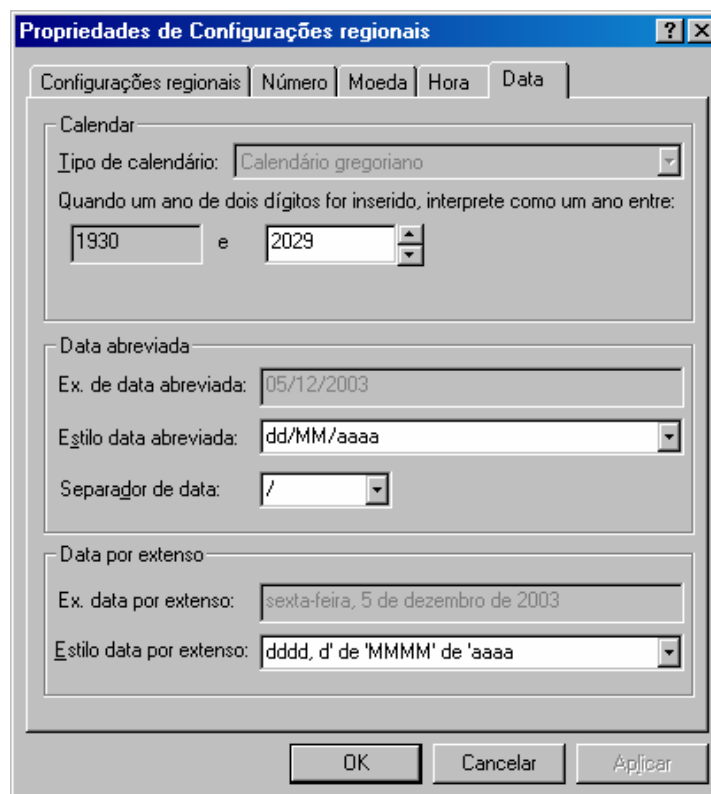 Propriedades de Configurações regionais
Configurações regionais Número Moeda Hora Data
Calendar
Tipo de calendário: Calendário gregoriano
Quando um ano de dois dígitos for inserido, interprete como um ano entre:
1930 e 2029
Data abreviada
Ex. de data abreviada: 05/12/2003
Estilo data abreviada: dd/MM/aaaa
Separador de data: /
Data por extenso
Ex. data por extenso: sexta-feira, 5 de dezembro de 2003
Estilo data por extenso: dddd, d' de 'MMMM' de 'aaaa
OK Cancelar Aplicar